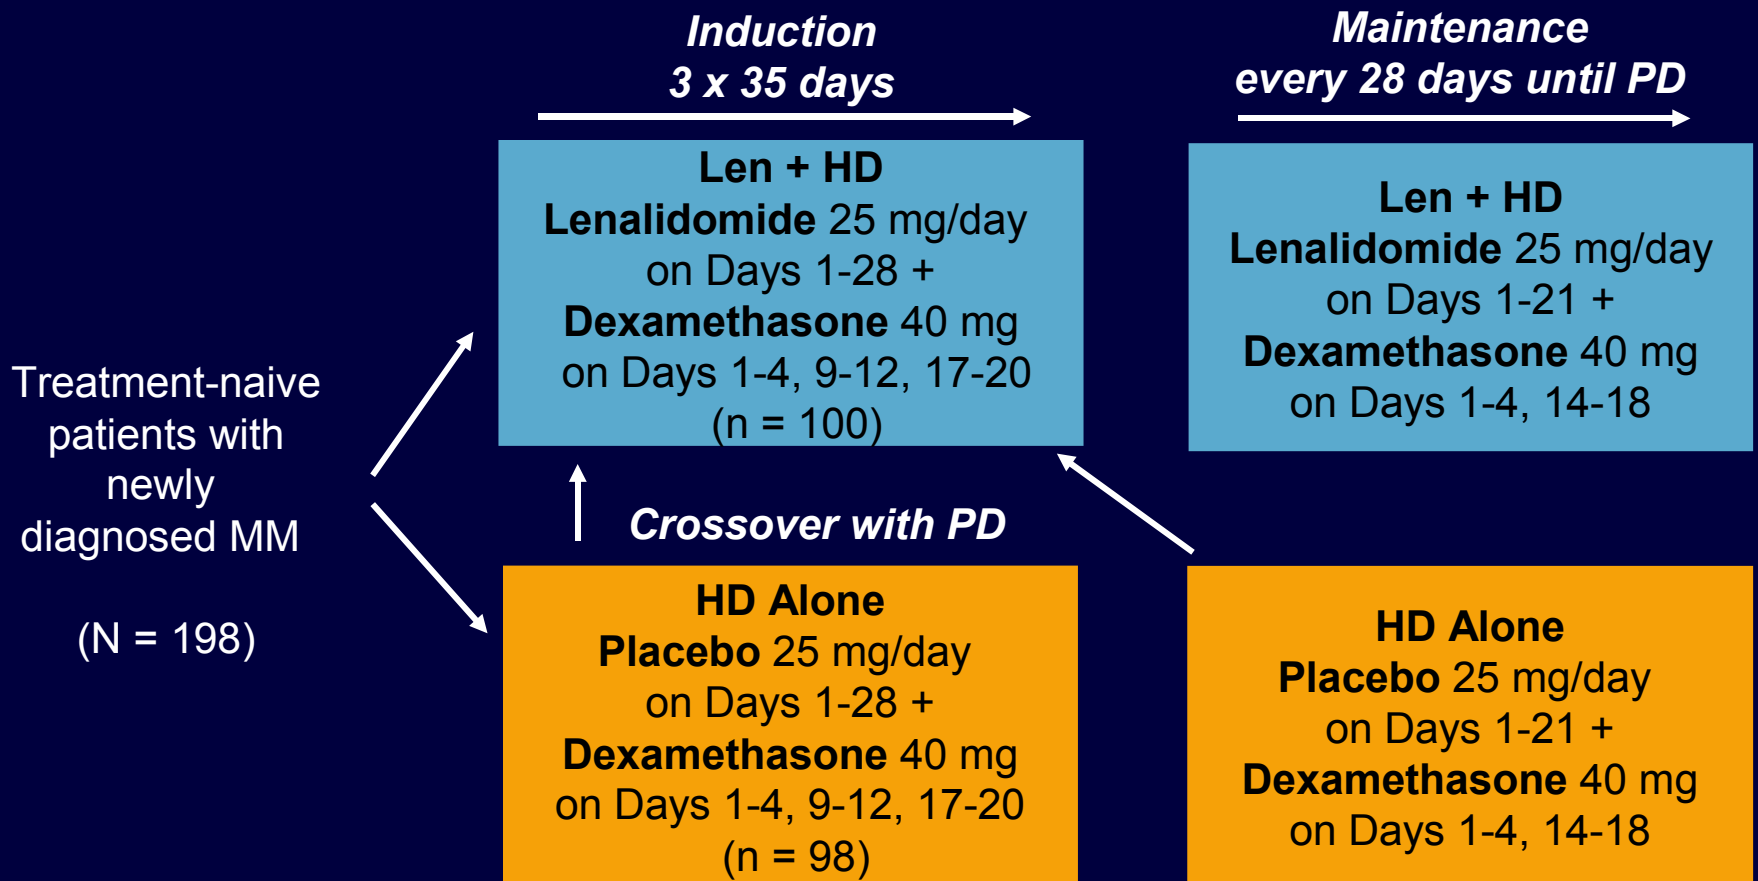 Induction
3 x 35 days
Maintenance
every 28 days until PD
Treatment-naive
patients with
newly
diagnosed MM
(N = 198)
Len + HD
Lenalidomide 25 mg/day
on Days 1-28 +
Dexamethasone 40 mg
on Days 1-4, 9-12, 17-20
(n = 100)
Len + HD
Lenalidomide 25 mg/day
on Days 1-21 +
Dexamethasone 40 mg
on Days 1-4, 14-18
Crossover with PD
HD Alone
Placebo 25 mg/day
on Days 1-28 +
Dexamethasone 40 mg
on Days 1-4, 9-12, 17-20
(n = 98)
HD Alone
Placebo 25 mg/day
on Days 1-21 +
Dexamethasone 40 mg
on Days 1-4, 14-18